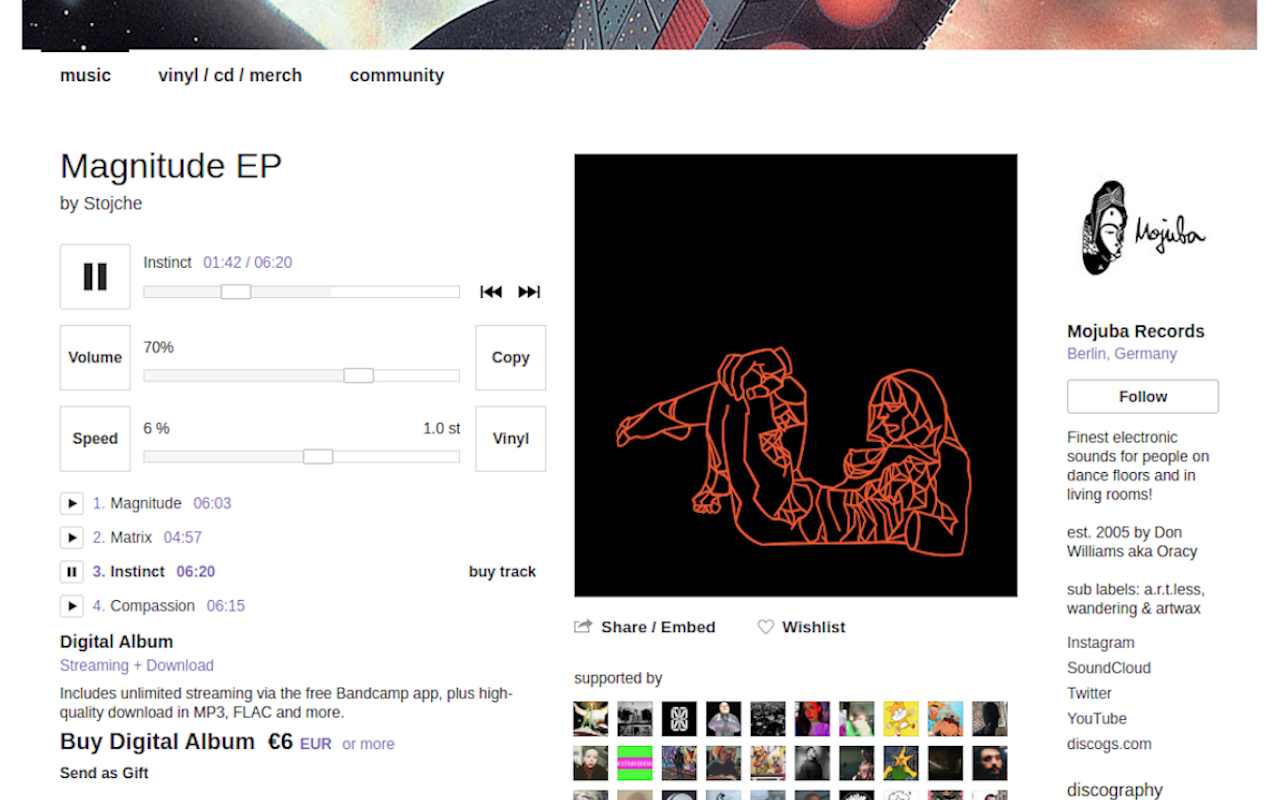 music
vinyl / cd / merch
community
Magnitude EP
by Stojche
Instinct 01:42 / 06:20
Volume
70%
Copy
Speed
6 %
1.0 st
Vinyl
1. Magnitude 06:03
2. Matrix 04:57
3. Instinct 06:20
buy track
4. Compassion 06:15
Digital Album
Streaming + Download
Includes unlimited streaming via the free Bandcamp app, plus high-
quality download in MP3, FLAC and more.
Buy Digital Album €6 EUR or more
Send as Gift
Share / Embed
Wishlist
supported by
Mojuba
Mojuba Records
Berlin, Germany
Follow
Finest electronic
sounds for people on
dance floors and in
living rooms!
est. 2005 by Don
Williams aka Oracy
sub labels: a.r.t.less,
wandering & artwax
Instagram
SoundCloud
Twitter
YouTube
discogs.com
discography